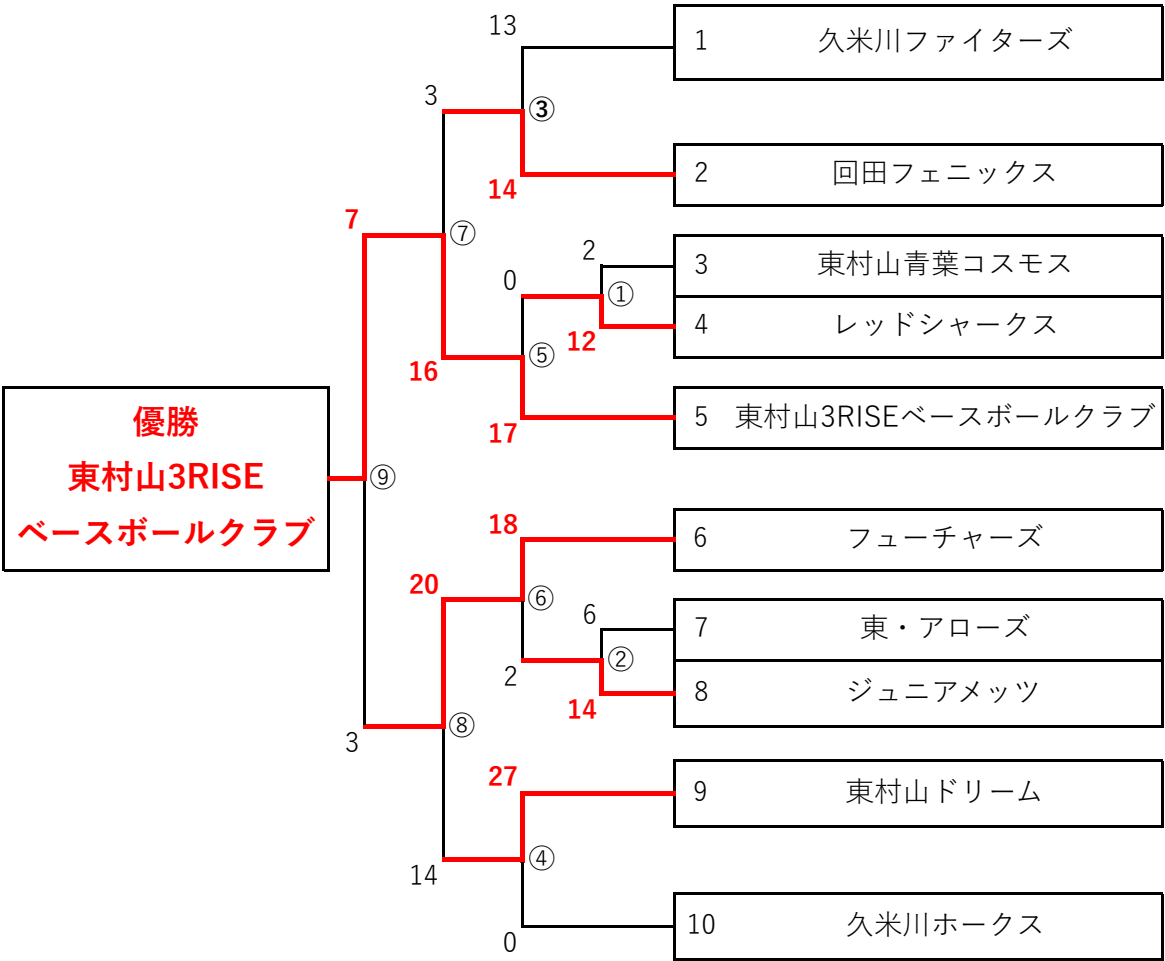 13
1 久米川ファイターズ
3
③
14
2 回田フェニックス
7
⑦
2
3 東村山青葉コスモス
0
①
12
4 レッドシャークス
16
⑤
17
5 東村山3RISEベースボールクラブ
優勝
東村山3RISE
ベースボールクラブ
⑨
18
6 フューチャーズ
20
⑥
6
7 東・アローズ
2
②
14
8 ジュニアメッツ
3
⑧
27
9 東村山ドリーム
14
④
0
10 久米川ホークス